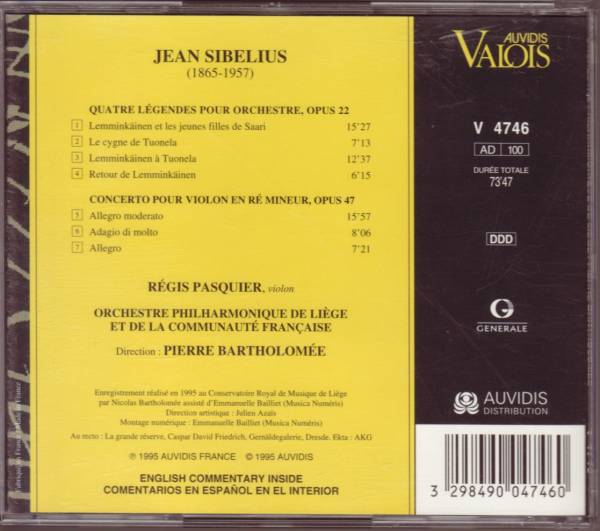 JEAN SIBELIUS
(1865-1957)
QUATRE LÉGENDES POUR ORCHESTRE, OPUS 22
1 Lemminkäinen et les jeunes filles de Saari 15'27
2 Le cygne de Tuonela 7'13
3 Lemminkäinen à Tuonela 12'37
4 Retour de Lemminkäinen 6'15
CONCERTO POUR VIOLON EN RÉ MINEUR, OPUS 47
5 Allegro moderato 15'57
6 Adagio di molto 8'06
7 Allegro 7'21
RÉGIS PASQUIER, violon
ORCHESTRE PHILHARMONIQUE DE LIÈGE
ET DE LA COMMUNAUTÉ FRANÇAISE
Direction : PIERRE BARTHOLOMÉE
Enregistrement réalisé en 1995 au Conservatoire Royal de Musique de Liège
par Nicolas Bartholomée assisté d'Emmanuelle Bailliet (Musica Numéris)
Direction artistique : Julien Azaïs
Montage numérique : Emmanuelle Bailliet (Musica Numéris)
Au recto : La grande réserve, Caspar David Friedrich, Gernäldegalerie, Dresde. Ekta : AKG
℗ 1995 AUVIDIS FRANCE © 1995 AUVIDIS
ENGLISH COMMENTARY INSIDE
COMENTARIOS EN ESPAÑOL EN EL INTERIOR
AUVIDIS
VALOIS
V 4746
AD 100
DURÉE TOTALE
73'47
DDD
G
GENERALE
AUVIDIS
DISTRIBUTION
3 298490 047460